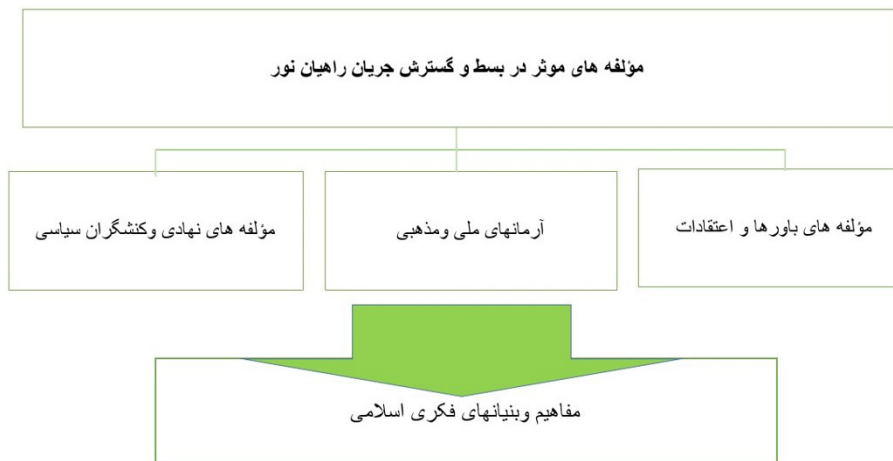 مؤلفه های موثر در بسط و گسترش جریان راهیان نور
مؤلفه های باورها و اعتقادات
آرمانهای ملی ومذهبی
مؤلفه های نهادی وکنشگران سیاسی
مفاهیم وبنیانهای فکری اسلامی